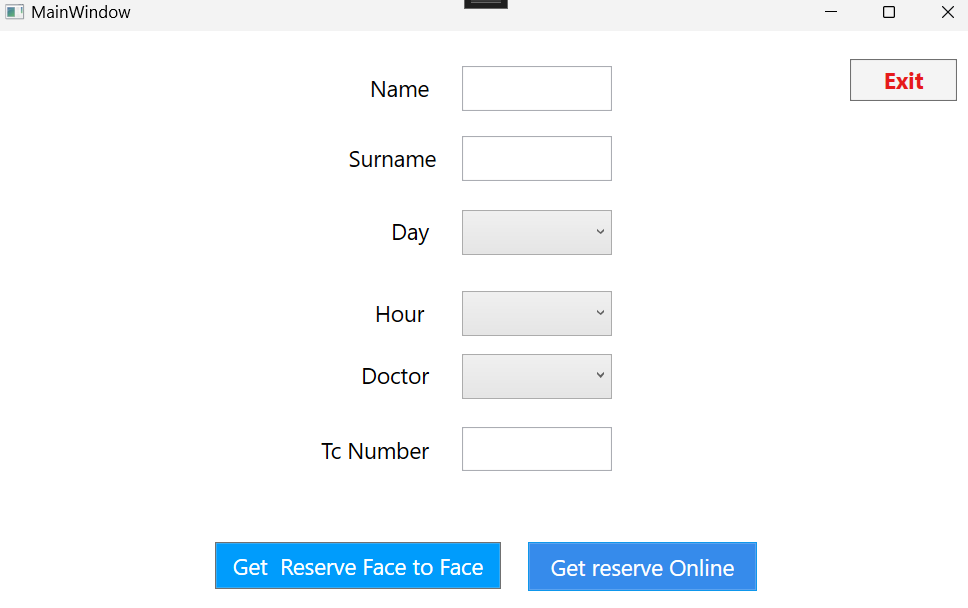 MainWindow
Name
Exit
Surname
Day
Hour
Doctor
Tc Number
Get  Reserve Face to Face
Get reserve Online